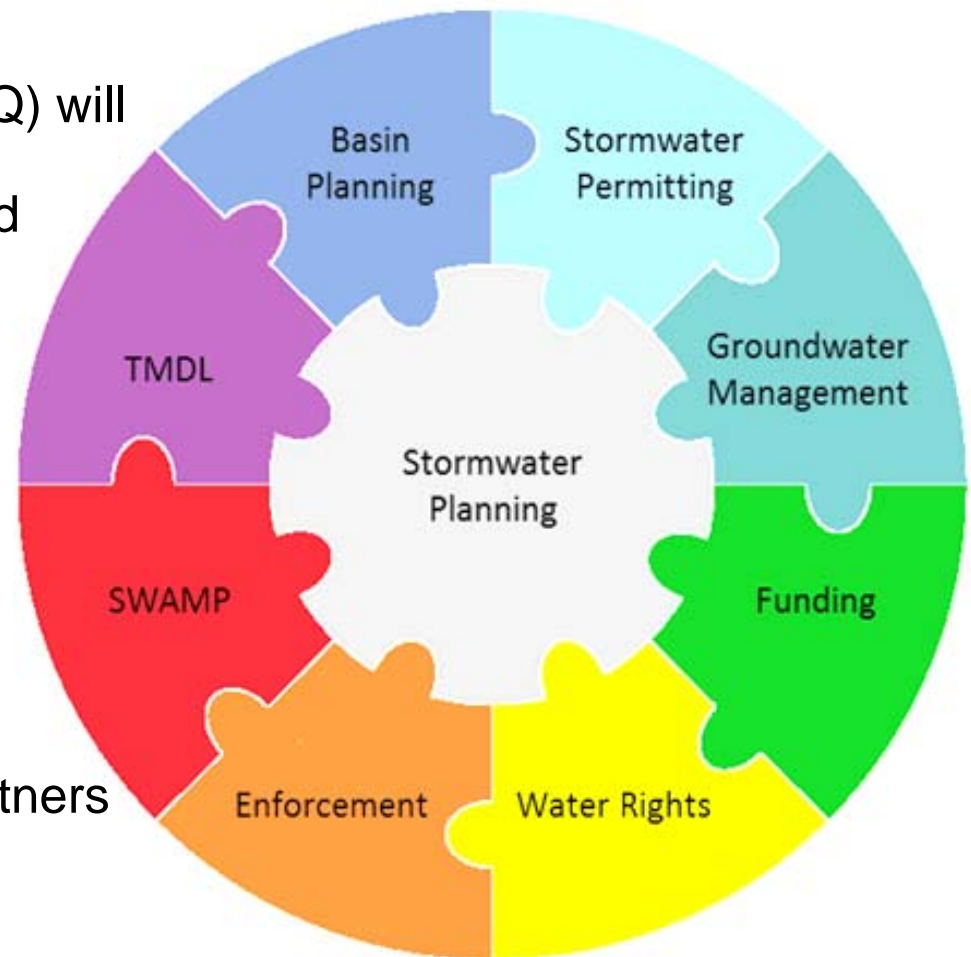 Q) will
d
tners
Basin
Planning
Stormwater
Permitting
Groundwater
Management
Funding
Water Rights
Enforcement
SWAMP
TMDL
Stormwater
Planning